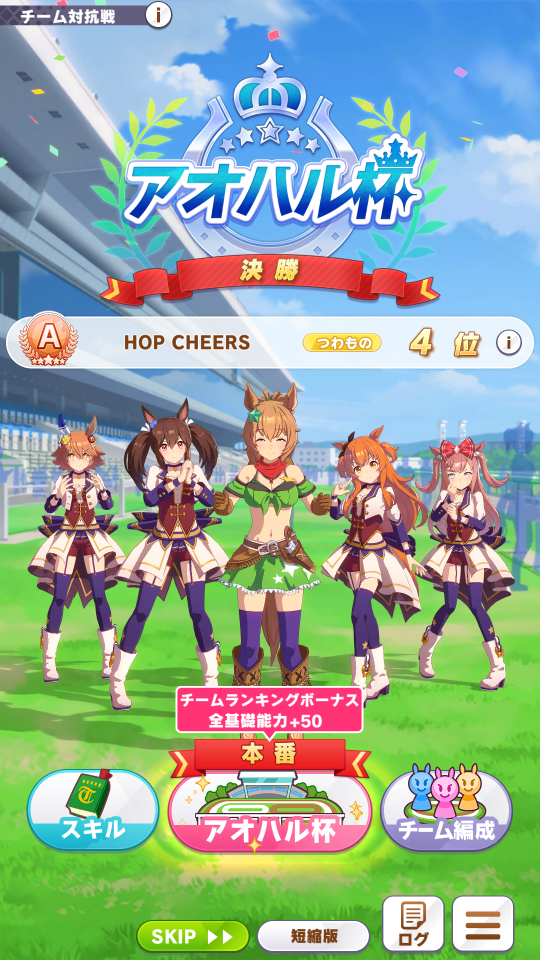 チーム対抗戦
i
アオハル杯
決勝
A
HOP CHEERS
つわもの
4 位
i
チームランキングボーナス
全基礎能力+50
本番
スキル
アオハル杯
チーム編成
SKIP
短縮版
ログ